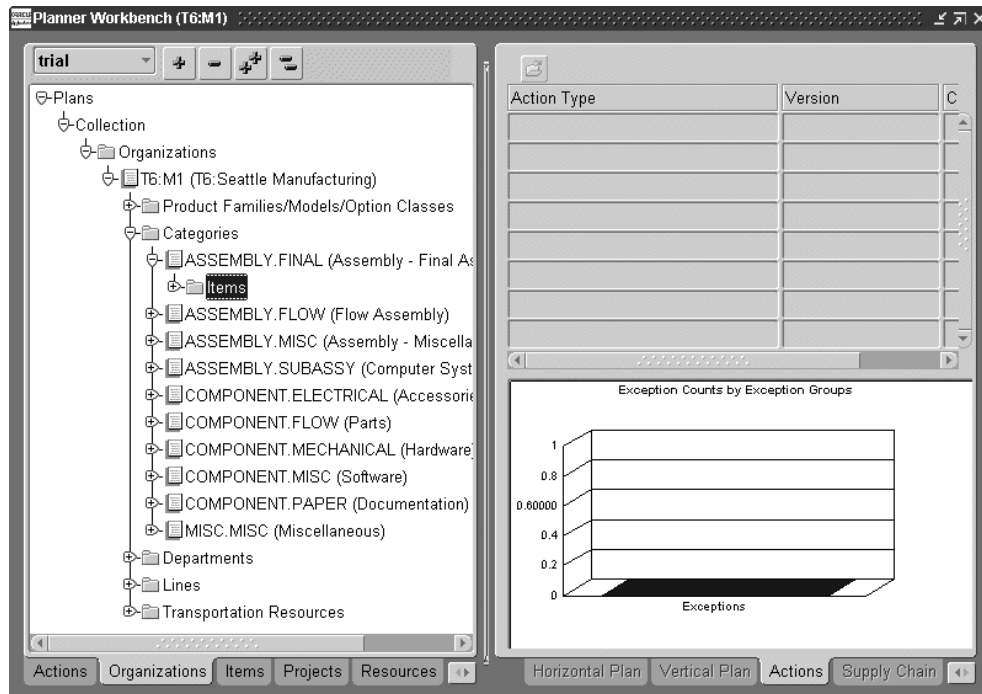 Planner Workbench (T6:M1)
trial
Plans
Collection
Organizations
T6:M1 (T6:Seattle Manufacturing)
Product Families/Models/Option Classes
Categories
ASSEMBLY.FINAL (Assembly - Final As
Items
ASSEMBLY.FLOW (Flow Assembly)
ASSEMBLY.MISC (Assembly - Miscella
ASSEMBLY.SUBASSY (Computer Syst
COMPONENT.ELECTRICAL (Accessorie
COMPONENT.FLOW (Parts)
COMPONENT.MECHANICAL (Hardware
COMPONENT.MISC (Software)
COMPONENT.PAPER (Documentation)
MISC.MISC (Miscellaneous)
Departments
Lines
Transportation Resources
Actions Organizations Items Projects Resources
Action Type Version C
Exception Counts by Exception Groups
1
0.8
0.60000
0.4
0.2
0
Exceptions
Horizontal Plan Vertical Plan Actions Supply Chain